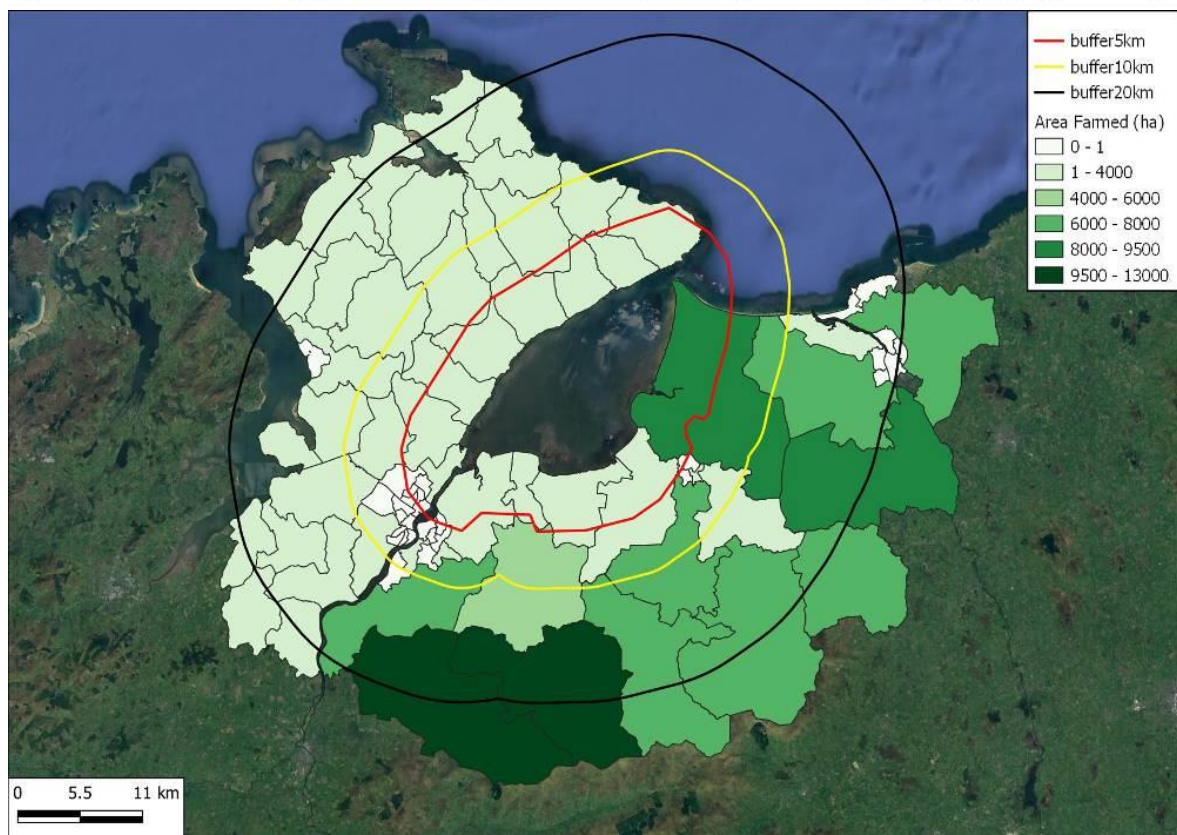 buffer5km
buffer10km
buffer20km
Area Farmed (ha)
0 - 1
1 - 4000
4000 - 6000
6000 - 8000
8000 - 9500
9500 - 13000
0 5.5 11 km